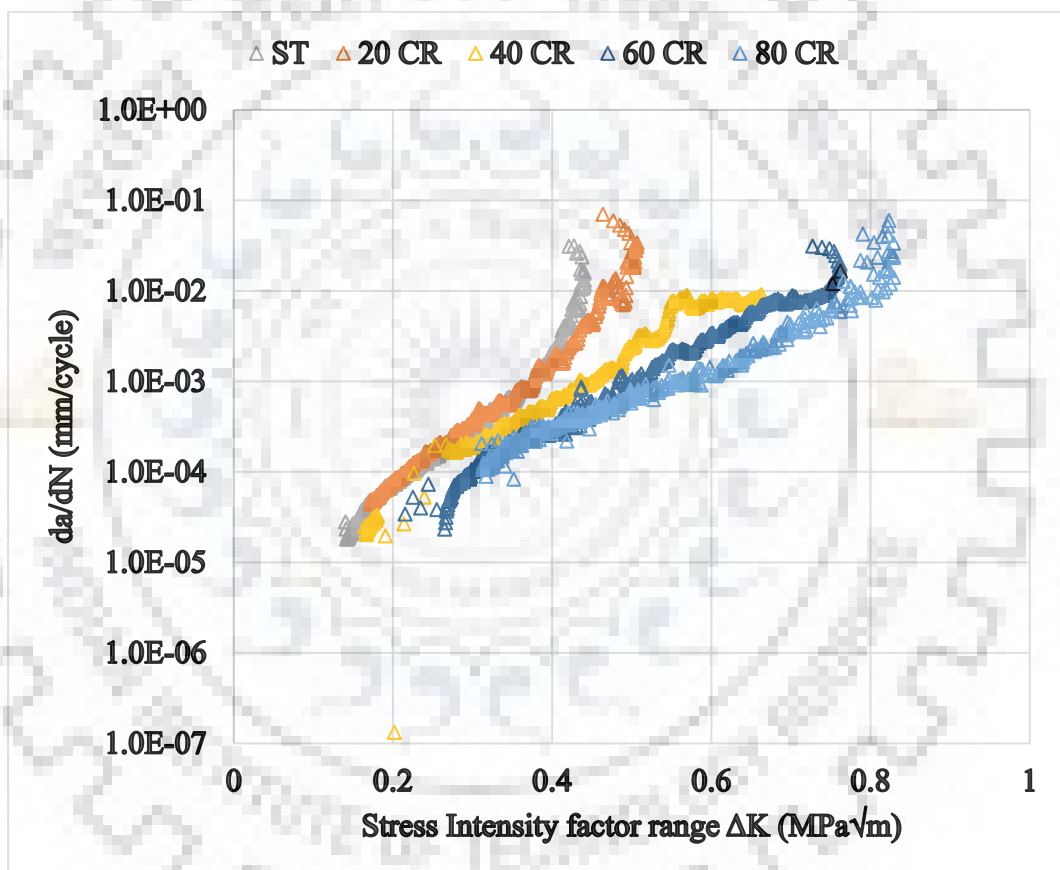 ST 20 CR 40 CR 60 CR 80 CR
1.0E+00
1.0E-01
1.0E-02
1.0E-03
1.0E-04
1.0E-05
1.0E-06
1.0E-07
da/dN (mm/cycle)
0 0.2 0.4 0.6 0.8 1
Stress Intensity factor range ΔK (MPa√m)